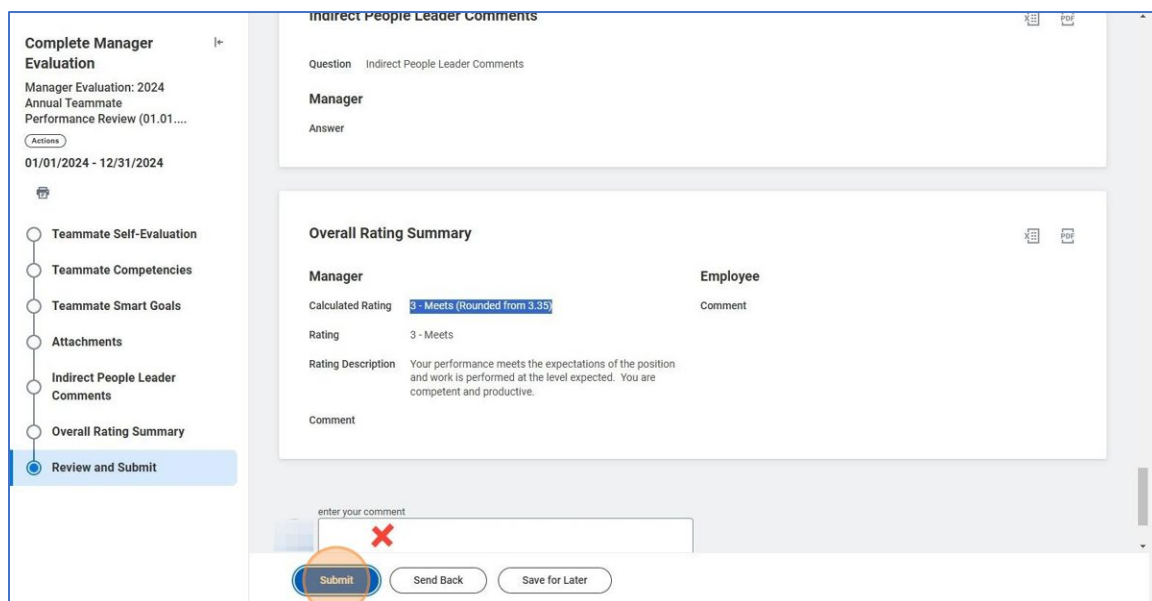 Complete Manager
Evaluation
Manager Evaluation: 2024
Annual Teammate
Performance Review (01.01....
Actions
01/01/2024 - 12/31/2024
Teammate Self-Evaluation
Teammate Competencies
Teammate Smart Goals
Attachments
Indirect People Leader
Comments
Overall Rating Summary
Review and Submit
Indirect People Leader Comments
X
PDF
Question Indirect People Leader Comments
Manager
Answer
Overall Rating Summary
X
PDF
Manager
Calculated Rating 3 - Meets (Rounded from 3.35)
Rating 3 - Meets
Rating Description Your performance meets the expectations of the position
and work is performed at the level expected. You are
competent and productive.
Comment
Employee
Comment
enter your comment
Submit
Send Back
Save for Later